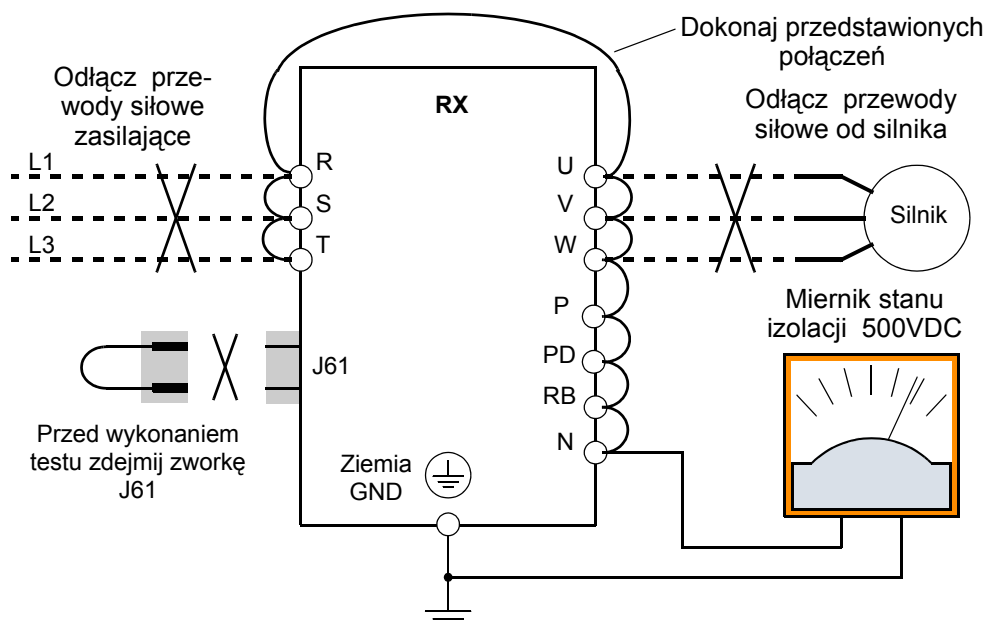 Dokonaj przedstawionych
połączeń
Odłącz prze-
wody siłowe
zasilające
RX
Odłącz przewody
siłowe od silnika
L1
L2
L3
R
S
T
U
V
W
Silnik
P
PD
RB
N
J61
Miernik stanu
izolacji 500VDC
Przed wykonaniem
testu zdejmij zworkę
J61
Ziemia
GND